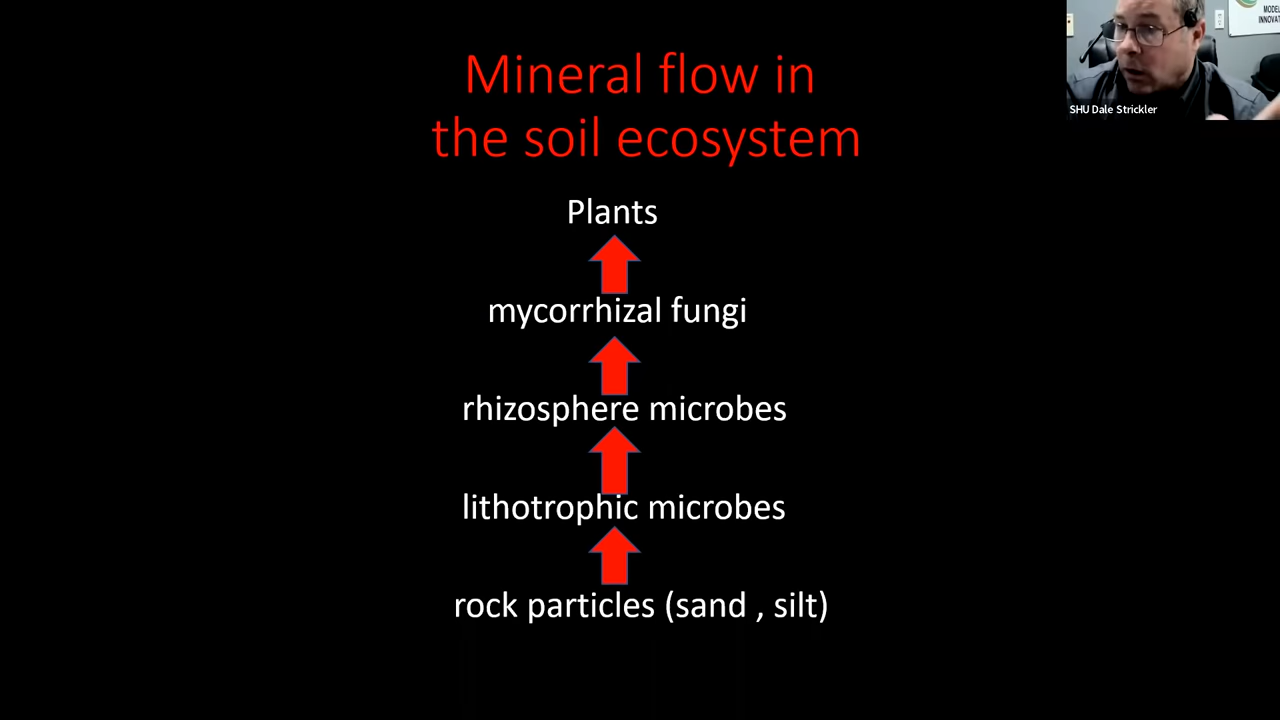 Mineral flow in
the soil ecosystem
Plants
mycorrhizal fungi
rhizosphere microbes
lithotrophic microbes
rock particles (sand , silt)
SHU Dale Strickler